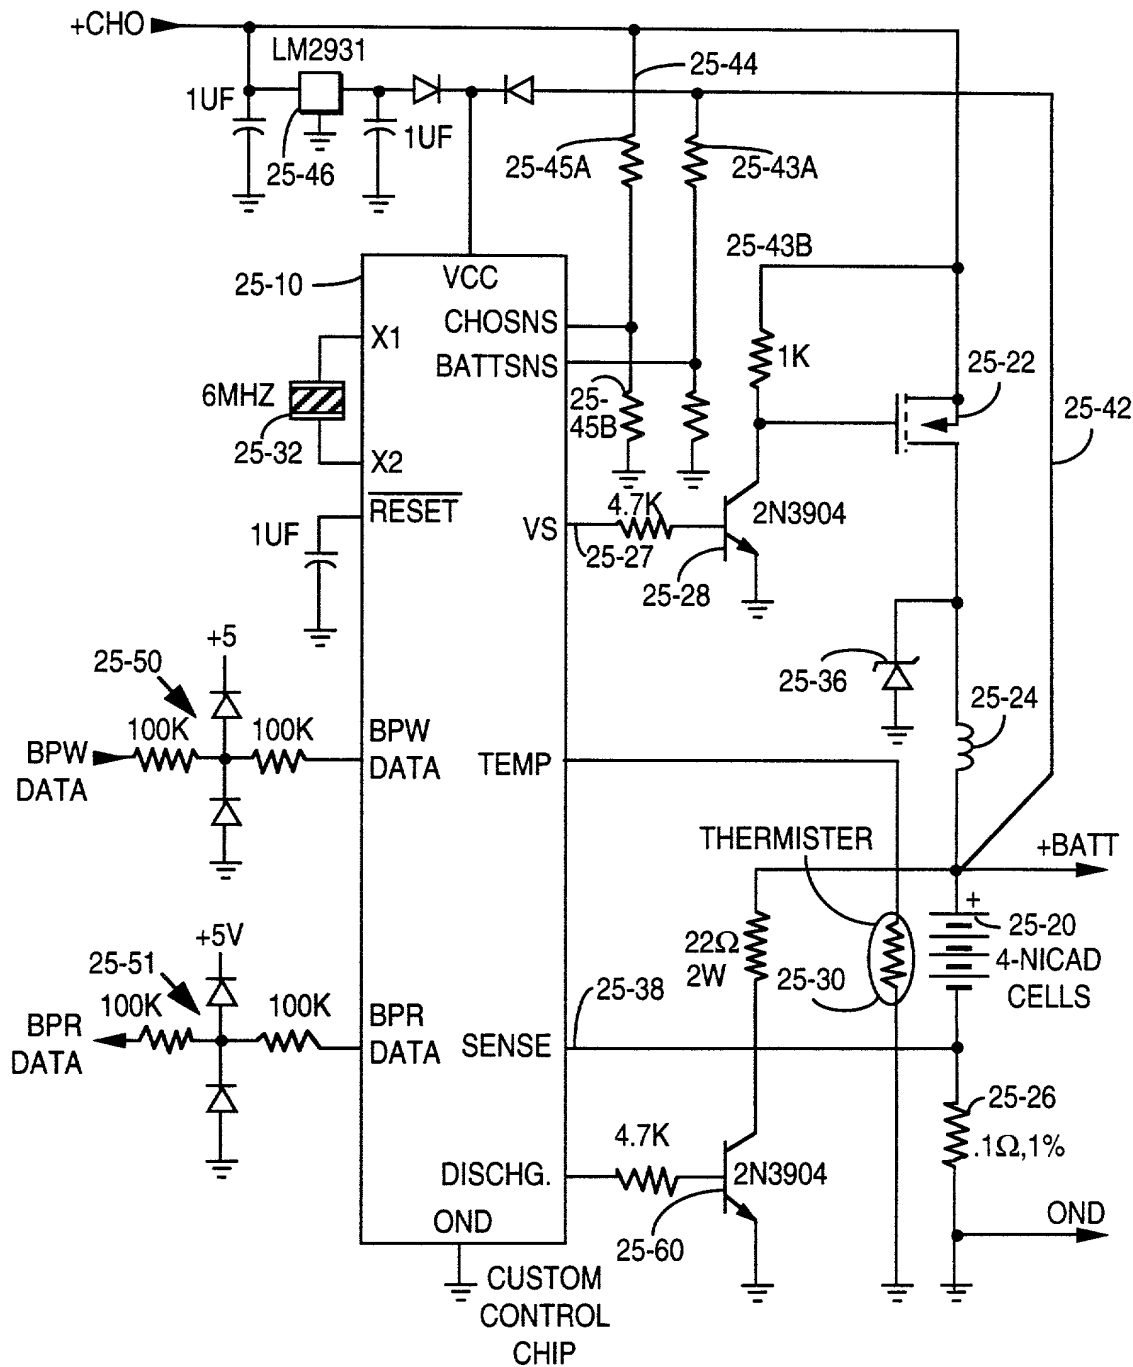 +CHO
LM2931
25-44
1UF
1UF
25-46
25-45A
25-43A
25-43B
25-10
VCC
CHOSNS
X1
BATTSNS
1K
25-22
6MHZ
25-
45B
25-42
25-32
X2
RESET
4.7K
2N3904
1UF
VS
25-27
25-28
+5
25-50
25-36
25-24
100K
100K
BPW
DATA
BPW
DATA
TEMP
THERMISTER
+BATT
+
25-20
22Ω
2W
4-NICAD
CELLS
+5V
25-51
25-30
25-38
100K
100K
BPR
DATA
BPR
DATA
SENSE
25-26
.1Ω,1%
4.7K
DISCHG.
2N3904
OND
OND
25-60
CUSTOM
CONTROL
CHIP